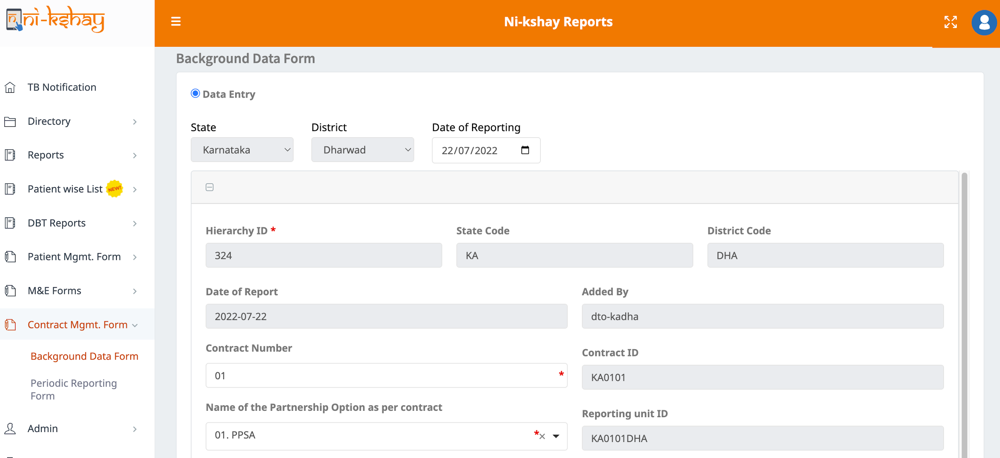 ni-kshay
Ni-kshay Reports
TB Notification
Directory
Reports
Patient wise List NEW!
DBT Reports
Patient Mgmt. Form
M&E Forms
Contract Mgmt. Form
Background Data Form
Periodic Reporting
Form
Admin
Background Data Form
Data Entry
State District Date of Reporting
Karnataka Dharwad 22/07/2022
Hierarchy ID * State Code District Code
324 KA DHA
Date of Report Added By
2022-07-22 dto-kadha
Contract Number Contract ID
01 * KA0101
Name of the Partnership Option as per contract Reporting unit ID
01. PPSA * KA0101DHA